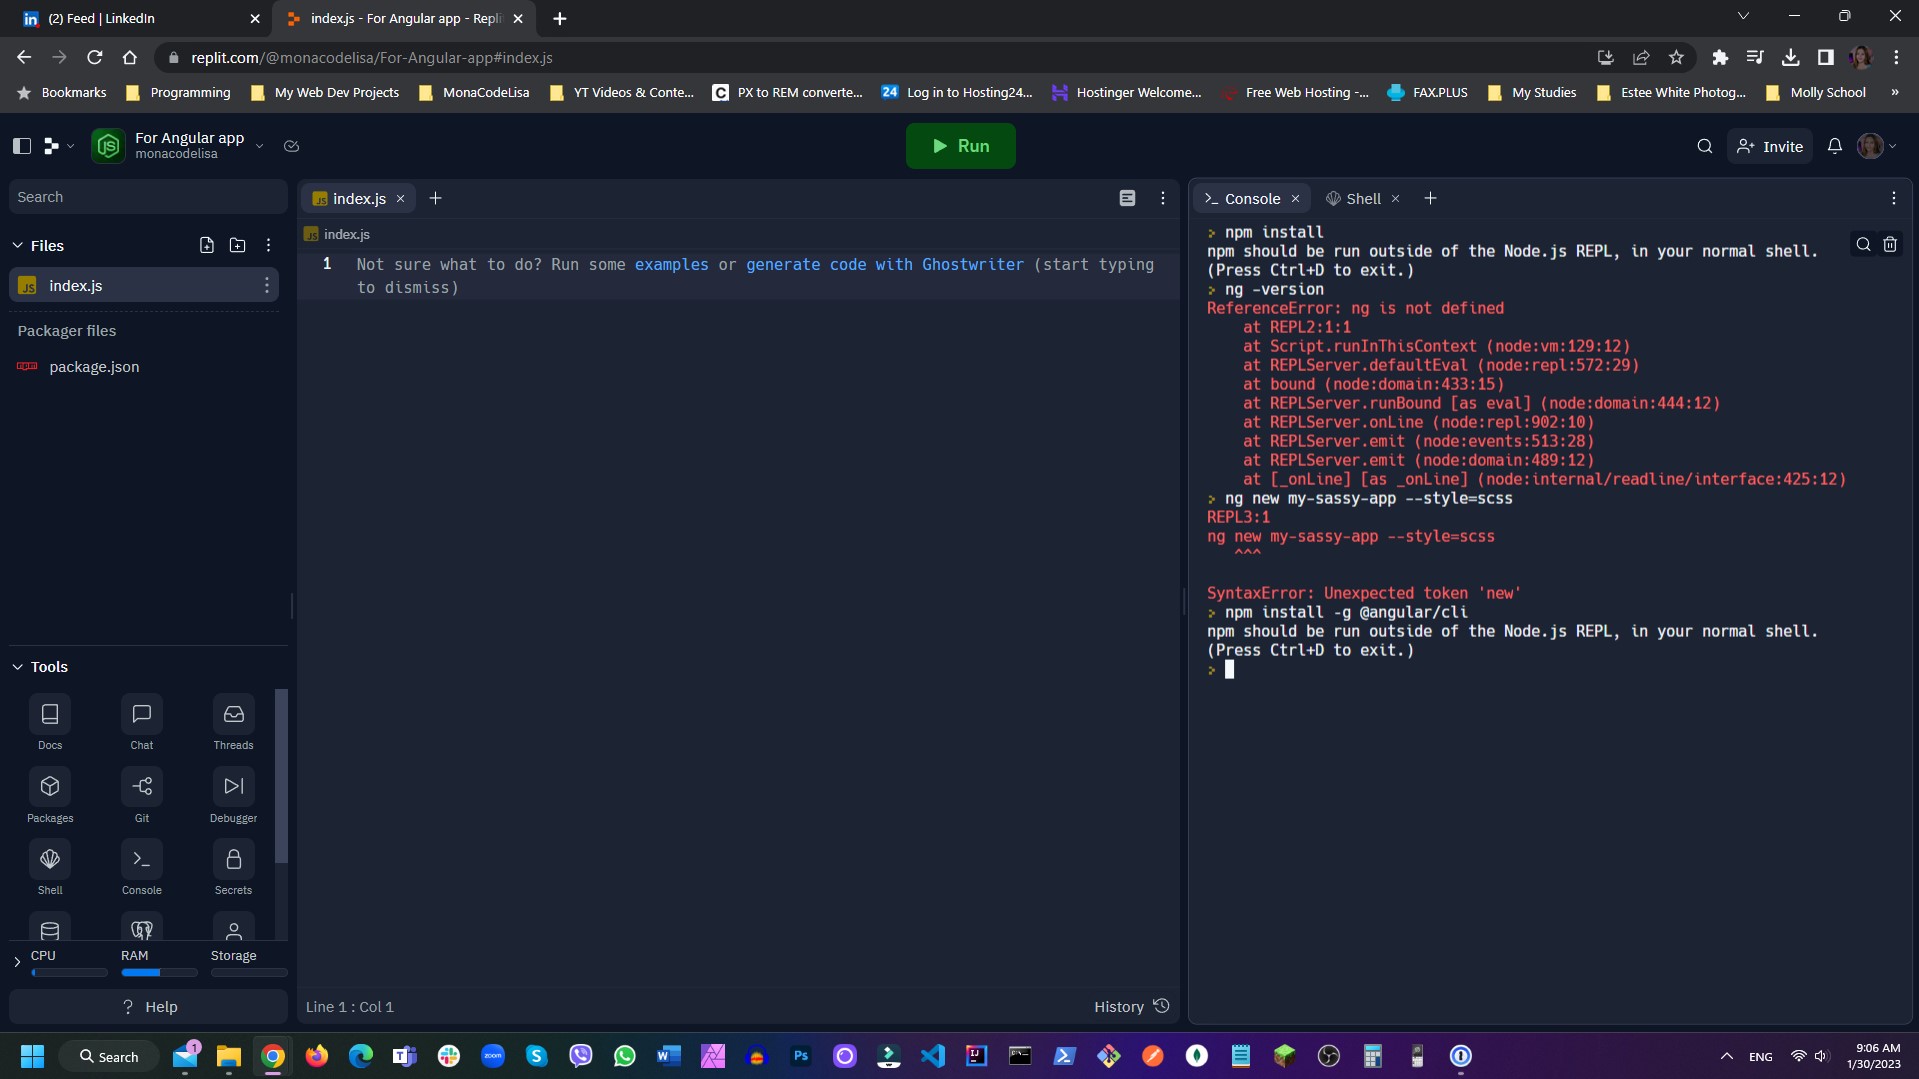 (2) Feed | LinkedIn
index.js - For Angular app - Repli
replit.com/@monacodelisa/For-Angular-app#index.js
Bookmarks
Programming
My Web Dev Projects
MonaCodeLisa
YT Videos & Conte...
PX to REM converte...
24 Log in to Hosting24...
Hostinger Welcome...
Free Web Hosting -...
FAX.PLUS
My Studies
Estee White Photog...
Molly School
»
For Angular app
monacodelisa
Run
Invite
Search
index.js
Console
Shell
Files
index.js
index.js
Packager files
package.json
1 Not sure what to do? Run some examples or generate code with Ghostwriter (start typing
to dismiss)
> npm install
npm should be run outside of the Node.js REPL, in your normal shell.
(Press Ctrl+D to exit.)
> ng -version
ReferenceError: ng is not defined
at REPL2:1:1
at Script.runInThisContext (node:vm:129:12)
at REPLServer.defaultEval (node:repl:572:29)
at bound (node:domain:433:15)
at REPLServer.runBound [as eval] (node:domain:444:12)
at REPLServer.onLine (node:repl:902:10)
at REPLServer.emit (node:events:513:28)
at REPLServer.emit (node:domain:489:12)
at [_onLine] [as _onLine] (node:internal/readline/interface:425:12)
> ng new my-sassy-app --style=scss
REPL3:1
ng new my-sassy-app --style=scss
^^^
SyntaxError: Unexpected token 'new'
> npm install -g @angular/cli
npm should be run outside of the Node.js REPL, in your normal shell.
(Press Ctrl+D to exit.)
>
Tools
Docs
Chat
Threads
Packages
Git
Debugger
Shell
Console
Secrets
CPU
RAM
Storage
? Help
Line 1 : Col 1
History
Search
1
ENG
9:06 AM
1/30/2023